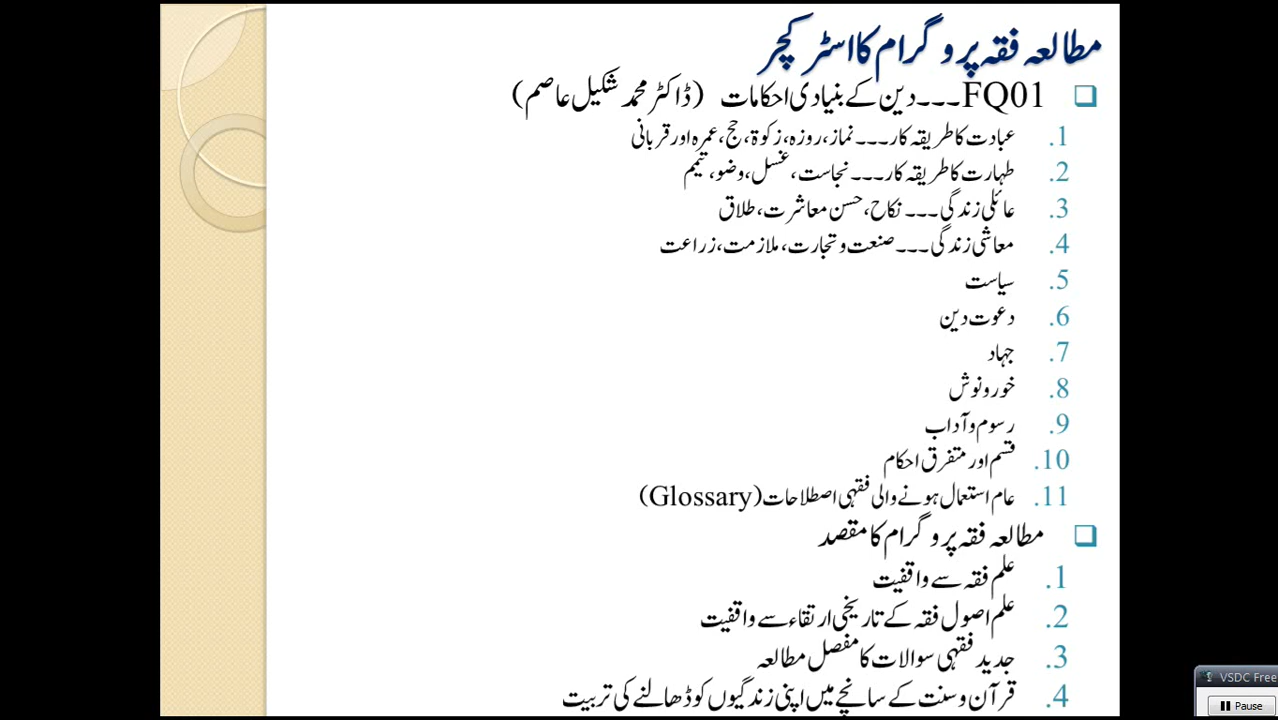 مطالعہ فقہ پروگرام کا اسٹرکچر
❑ FQ01۔۔۔دین کے بنیادی احکامات (ڈاکٹر محمد شکیل عاصم)
1. عبادت کا طریقہ کار۔۔۔نماز، روزہ، زکوۃ، حج، عمرہ اور قربانی
2. طہارت کا طریقہ کار۔۔۔نجاست، غسل، وضو، تیمم
3. عائلی زندگی۔۔۔نکاح، حسن معاشرت، طلاق
4. معاشی زندگی۔۔۔صنعت و تجارت، ملازمت، زراعت
5. سیاست
6. دعوت دین
7. جہاد
8. خور و نوش
9. رسوم و آداب
10. قسم اور متفرق احکام
11. عام استعمال ہونے والی فقہی اصطلاحات (Glossary)
❑ مطالعہ فقہ پروگرام کا مقصد
1. علم فقہ سے واقفیت
2. علم اصول فقہ کے تاریخی ارتقاء سے واقفیت
3. جدید فقہی سوالات کا مفصل مطالعہ
4. قرآن و سنت کے سانچے میں اپنی زندگیوں کو ڈھالنے کی تربیت
VSDC Free
Pause